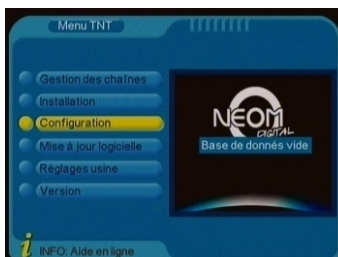 Menu TNT
Gestion des chaînes
Installation
Configuration
Mise à jour logicielle
Réglages usine
Version
NEOM
DIGITAL
Base de donnés vide
i INFO: Aide en ligne